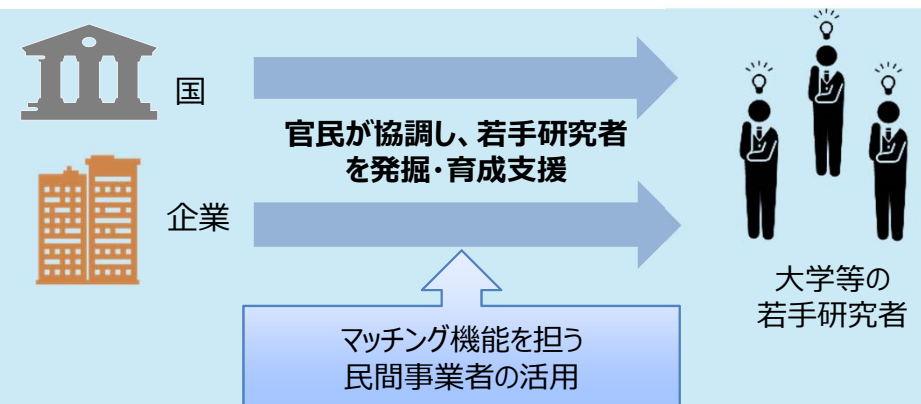 国
官民が協調し、若手研究者
を発掘・育成支援
企業
大学等の
若手研究者
マッチング機能を担う
民間事業者の活用